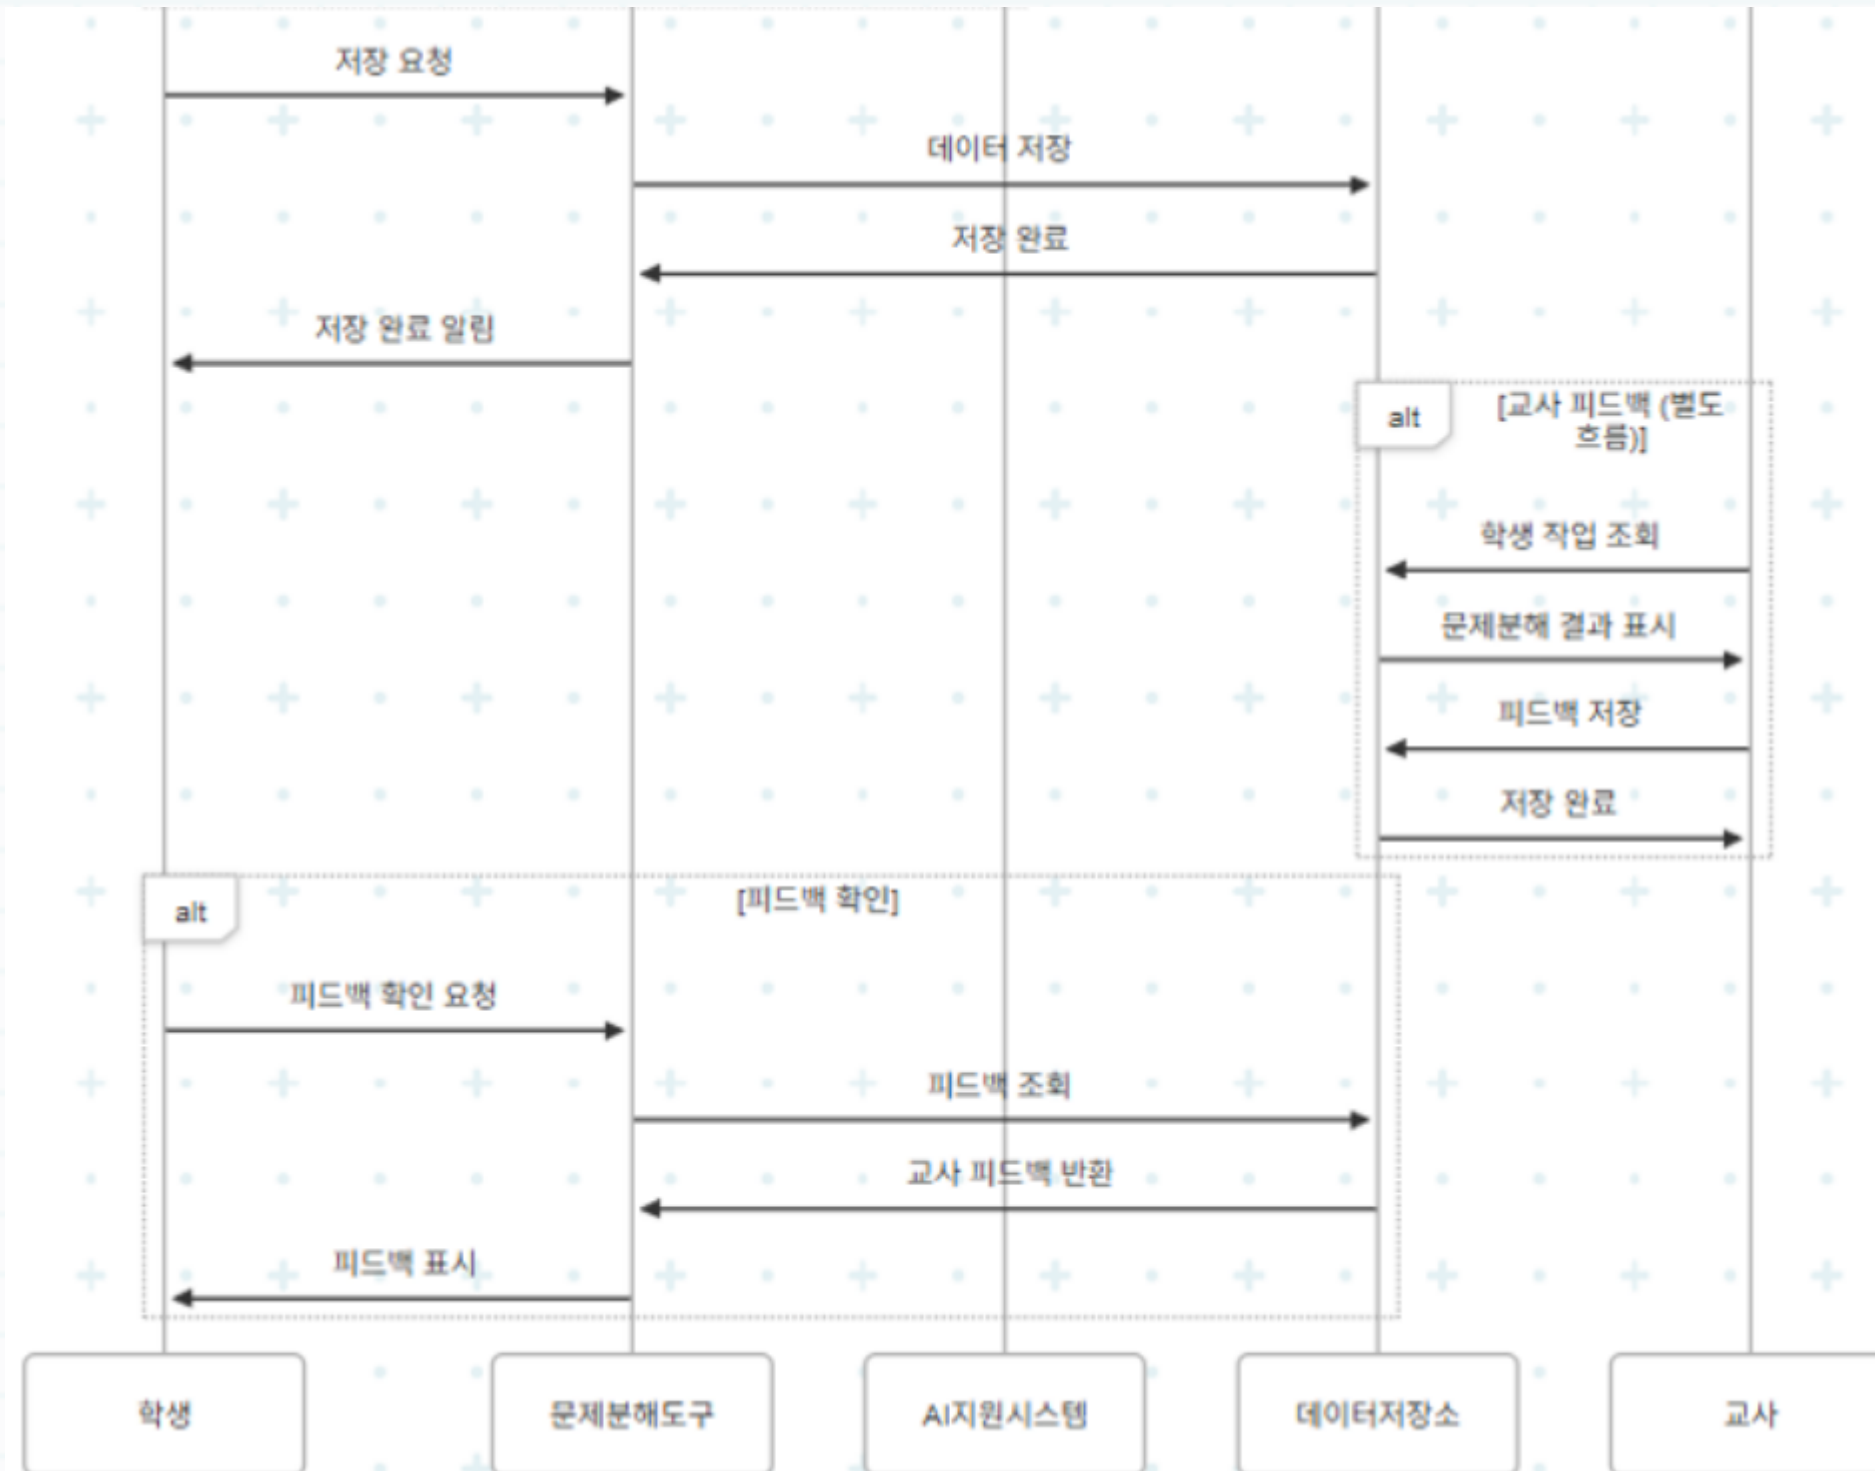 저장 요청
데이터 저장
저장 완료
저장 완료 알림
alt
[교사 피드백 (별도
흐름)]
학생 작업 조회
문제분해 결과 표시
피드백 저장
저장 완료
alt
[피드백 확인]
피드백 확인 요청
피드백 조회
교사 피드백 반환
피드백 표시
학생
문제분해도구
AI지원시스템
데이터저장소
교사